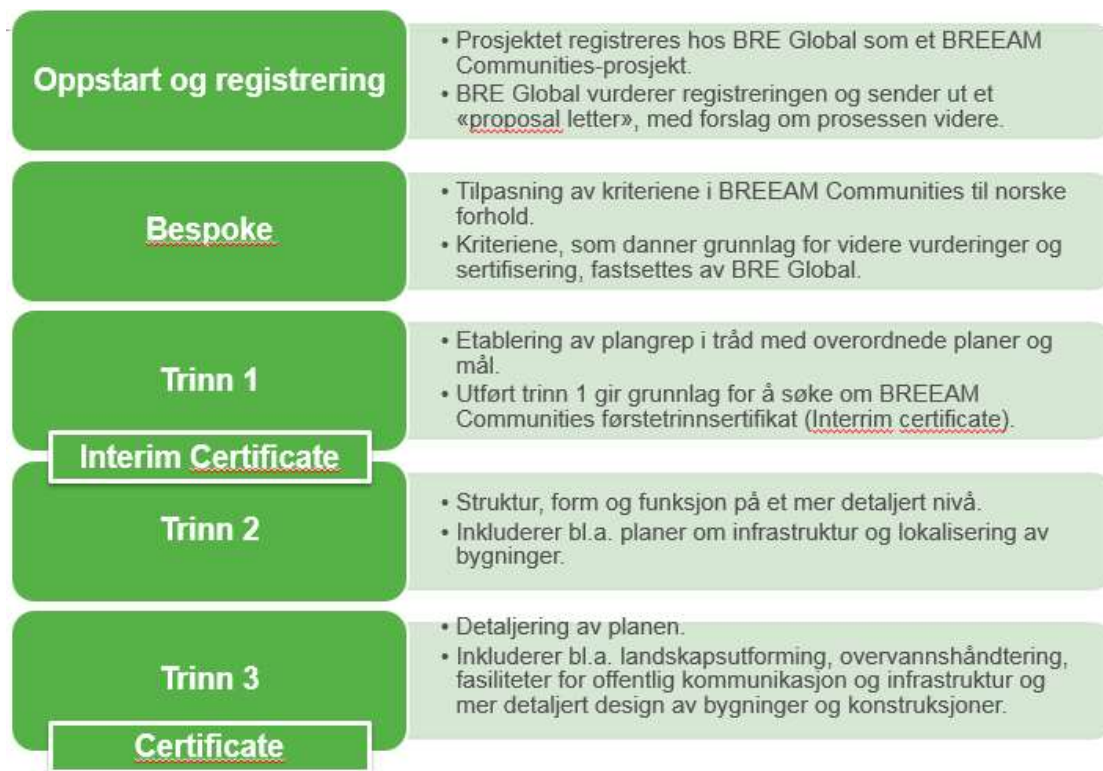 Oppstart og registrering
• Prosjektet registreres hos BRE Global som et BREEAM
Communities-prosjekt.
• BRE Global vurderer registreringen og sender ut et
«proposal letter», med forslag om prosessen videre.
Bespoke
• Tilpasning av kriteriene i BREEAM Communities til norske
forhold.
• Kriteriene, som danner grunnlag for videre vurderinger og
sertifisering, fastsettes av BRE Global.
Trinn 1
• Etablering av plangrep i tråd med overordnede planer og
mål.
• Utført trinn 1 gir grunnlag for å søke om BREEAM
Communities førstetrinnsertifikat (Interrim certificate).
Interim Certificate
Trinn 2
• Struktur, form og funksjon på et mer detaljert nivå.
• Inkluderer bl.a. planer om infrastruktur og lokalisering av
bygninger.
Trinn 3
• Detaljering av planen.
• Inkluderer bl.a. landskapsutforming, overvannshåndtering,
fasiliteter for offentlig kommunikasjon og infrastruktur og
mer detaljert design av bygninger og konstruksjoner.
Certificate